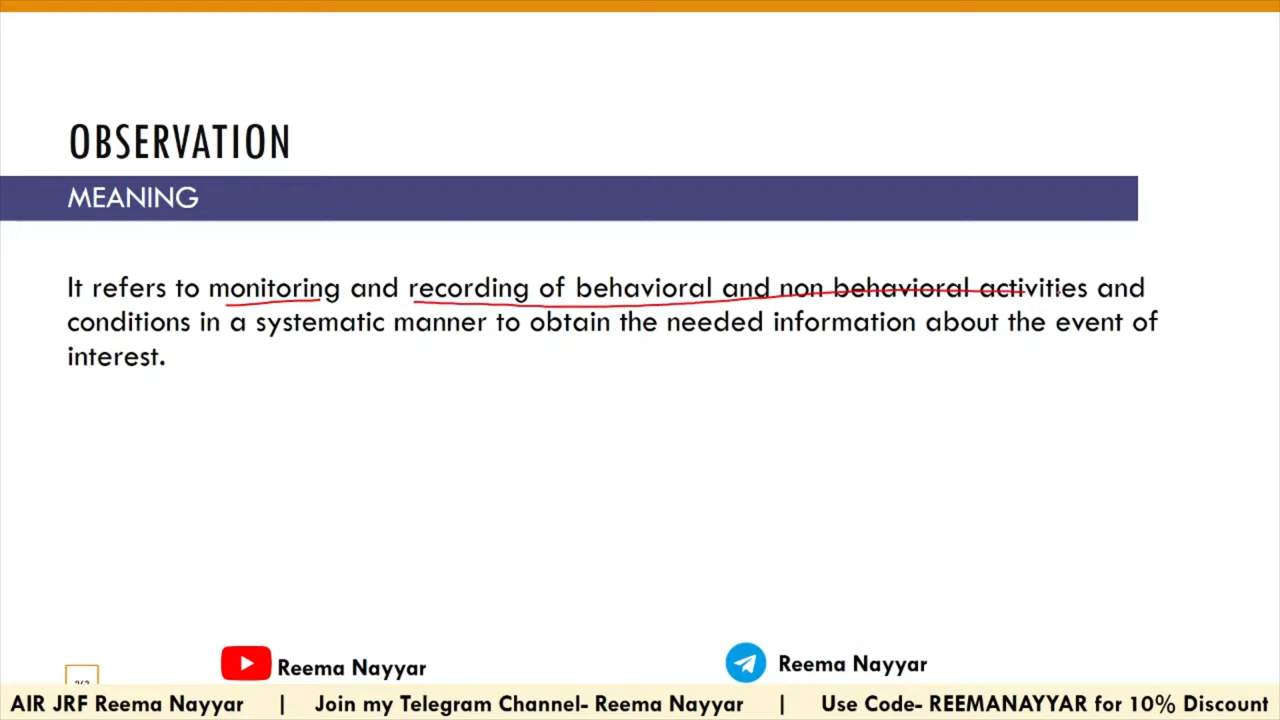 OBSERVATION
MEANING
It refers to monitoring and recording of behavioral and non behavioral activities and
conditions in a systematic manner to obtain the needed information about the event of
interest.
Reema Nayyar
Reema Nayyar
AIR JRF Reema Nayyar | Join my Telegram Channel- Reema Nayyar | Use Code- REEMANAYYAR for 10% Discount